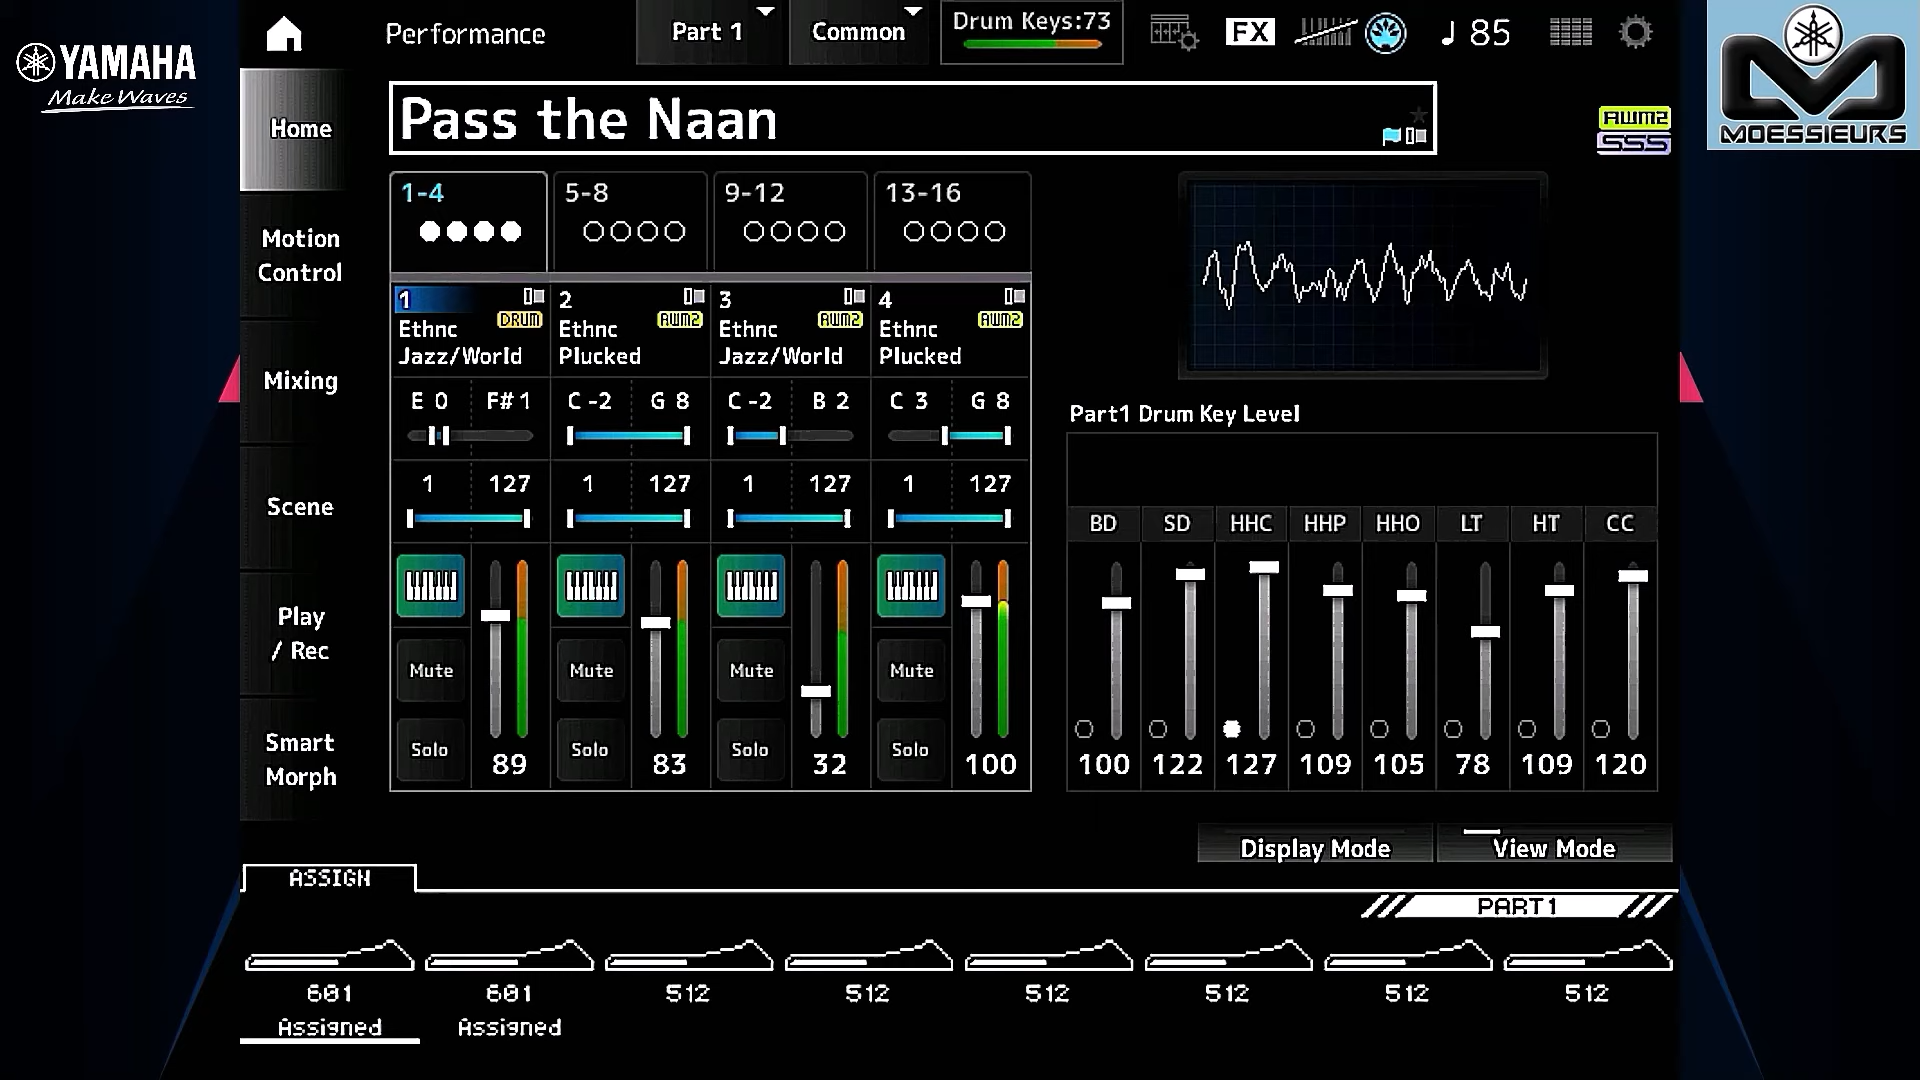 YAMAHA
Make Waves
Performance
Part 1
Common
Drum Keys:73
FX
♩ 85
MOESSIEURS
Home
Pass the Naan
AWM2
SSS
Motion
Control
Mixing
Scene
Play
/ Rec
Smart
Morph
1-4
5-8
9-12
13-16
1
DRUM
Ethnc
Jazz/World
2
AWM2
Ethnc
Plucked
3
AWM2
Ethnc
Jazz/World
4
AWM2
Ethnc
Plucked
E 0 F# 1 C -2 G 8 C -2 B 2 C 3 G 8
1 127 1 127 1 127 1 127
Mute Mute Mute Mute
Solo 89 Solo 83 Solo 32 Solo 100
Part1 Drum Key Level
BD SD HHC HHP HHO LT HT CC
100 122 127 109 105 78 109 120
Display Mode
View Mode
ASSIGN
PART1
601 601 512 512 512 512 512 512
Assigned Assigned